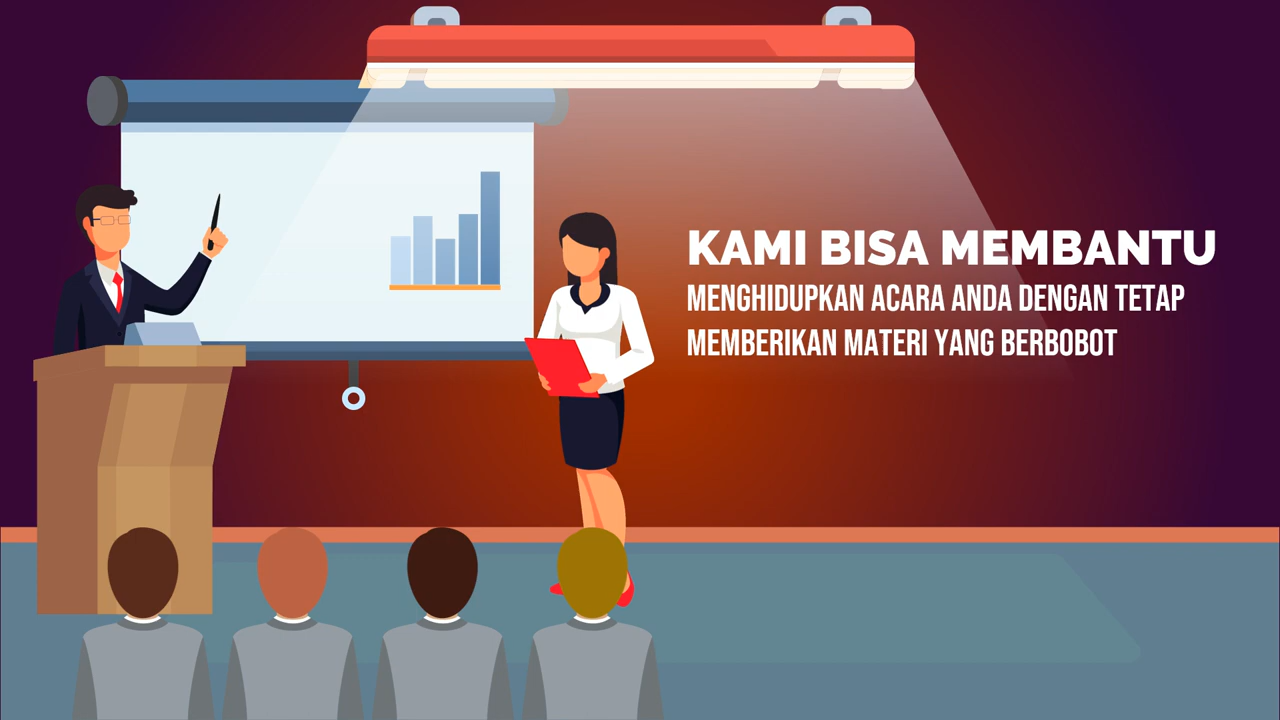 KAMI BISA MEMBANTU
MENGHIDUPKAN ACARA ANDA DENGAN TETAP
MEMBERIKAN MATERI YANG BERBOBOT